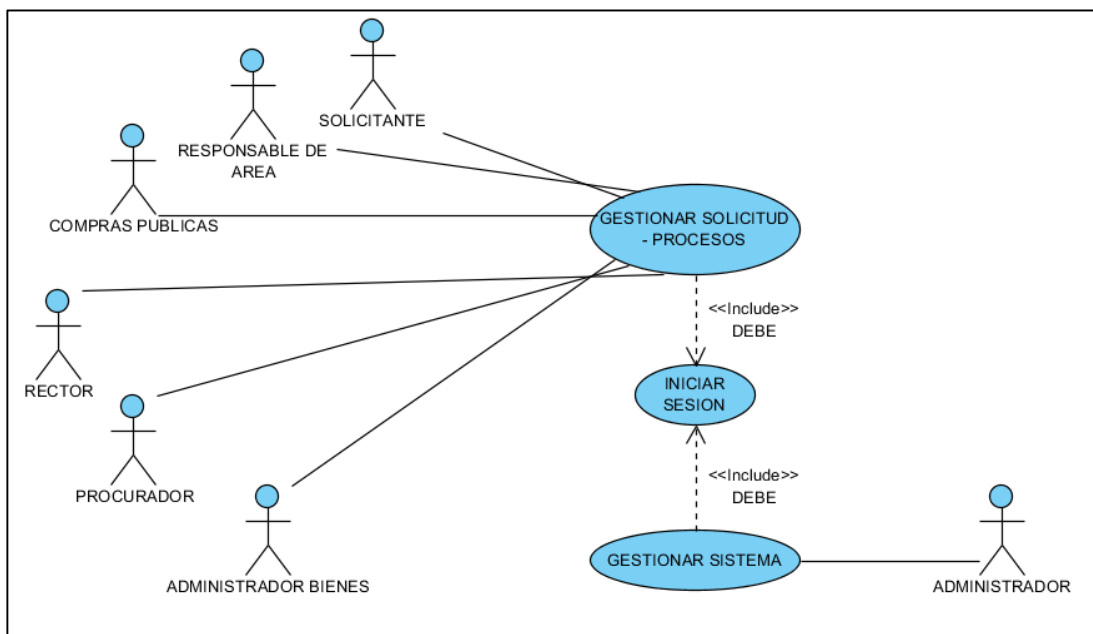 SOLICITANTE
RESPONSABLE DE
AREA
COMPRAS PUBLICAS
GESTIONAR SOLICITUD
- PROCESOS
<<Include>>
DEBE
RECTOR
INICIAR
SESION
PROCURADOR
<<Include>>
DEBE
ADMINISTRADOR BIENES
GESTIONAR SISTEMA
ADMINISTRADOR